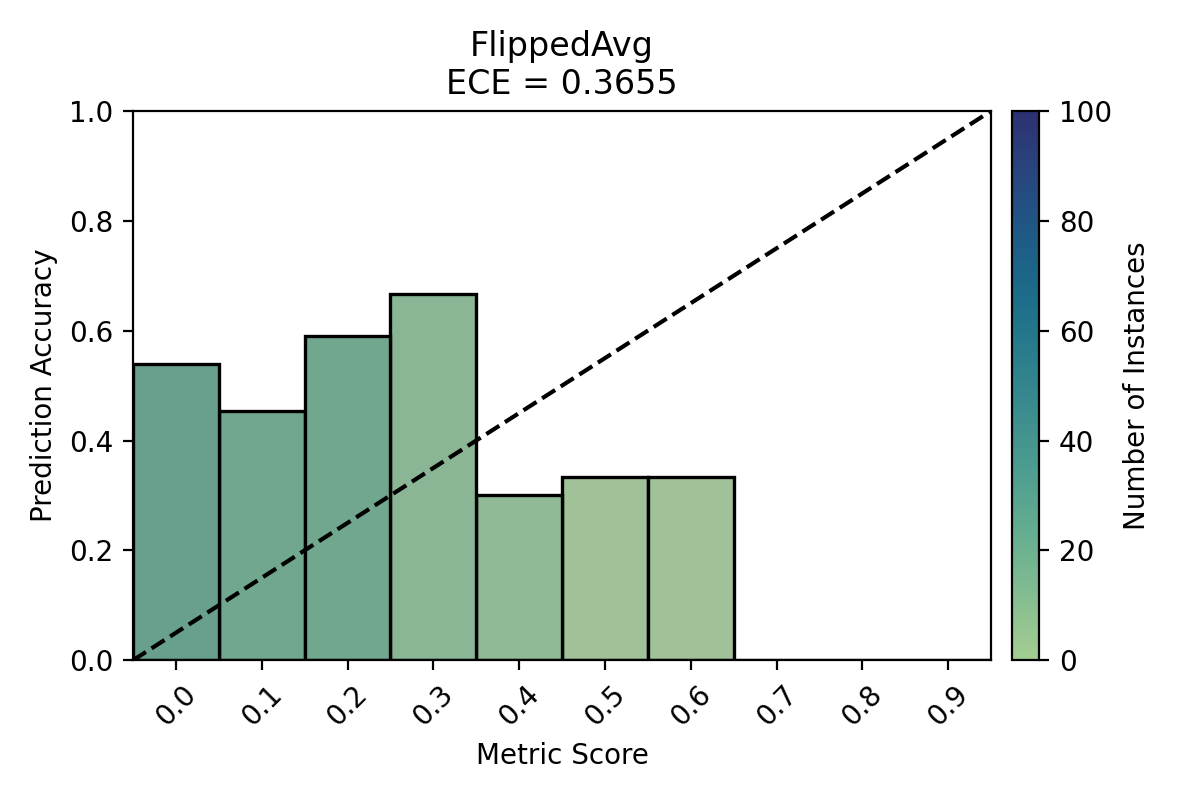 FlippedAvg
ECE = 0.3655
Prediction Accuracy
1.0
0.8
0.6
0.4
0.2
0.0
0.0 0.1 0.2 0.3 0.4 0.5 0.6 0.7 0.8 0.9
Metric Score
100
80
60
40
20
0
Number of Instances